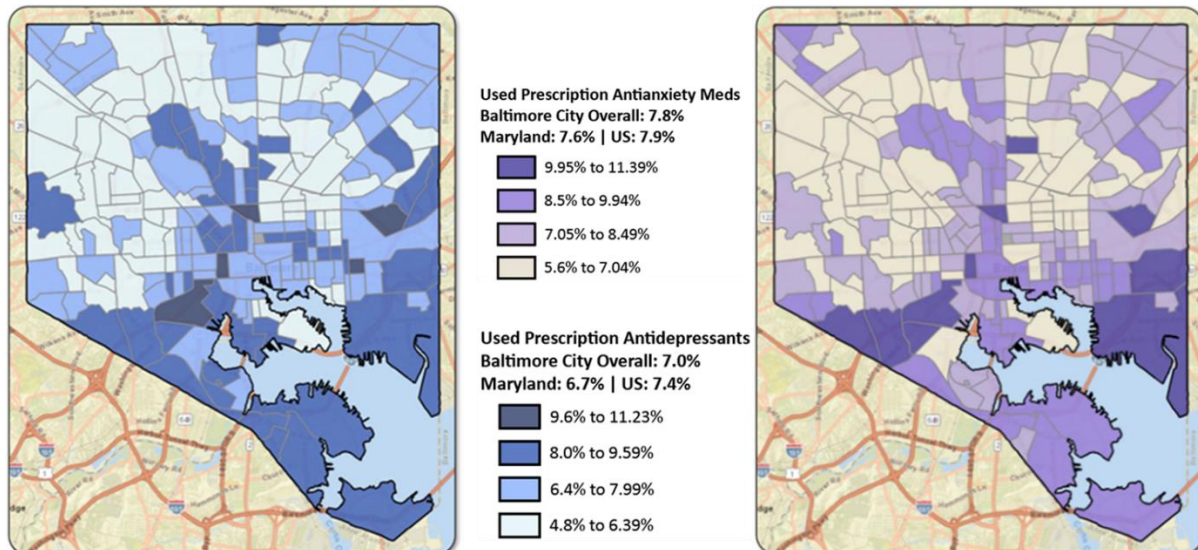 Used Prescription Antianxiety Meds
Baltimore City Overall: 7.8%
Maryland: 7.6% | US: 7.9%
9.95% to 11.39%
8.5% to 9.94%
7.05% to 8.49%
5.6% to 7.04%
Used Prescription Antidepressants
Baltimore City Overall: 7.0%
Maryland: 6.7% | US: 7.4%
9.6% to 11.23%
8.0% to 9.59%
6.4% to 7.99%
4.8% to 6.39%